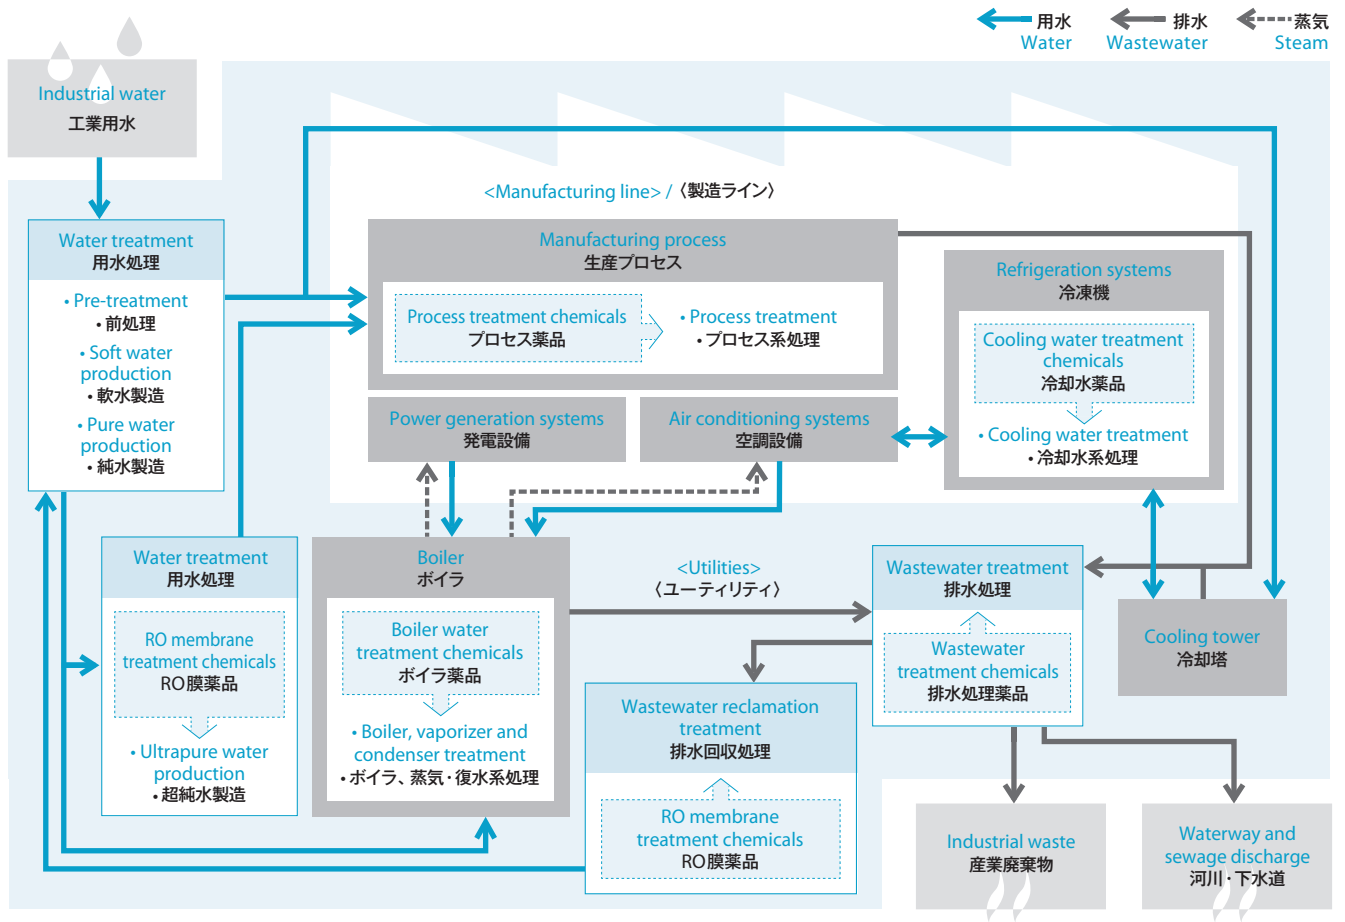 用水
Water
排水
Wastewater
蒸気
Steam
Industrial water
工業用水
<Manufacturing line> / 〈製造ライン〉
Water treatment
用水処理
• Pre-treatment
• 前処理
• Soft water
production
• 軟水製造
• Pure water
production
• 純水製造
Manufacturing process
生産プロセス
Process treatment chemicals
プロセス薬品
• Process treatment
• プロセス系処理
Refrigeration systems
冷凍機
Cooling water treatment
chemicals
冷却水薬品
• Cooling water treatment
• 冷却水系処理
Power generation systems
発電設備
Air conditioning systems
空調設備
Water treatment
用水処理
RO membrane
treatment chemicals
RO膜薬品
• Ultrapure water
production
• 超純水製造
Boiler
ボイラ
Boiler water
treatment chemicals
ボイラ薬品
• Boiler, vaporizer and
condenser treatment
• ボイラ、蒸気・復水系処理
<Utilities>
〈ユーティリティ〉
Wastewater treatment
排水処理
Wastewater
treatment chemicals
排水処理薬品
Cooling tower
冷却塔
Wastewater reclamation
treatment
排水回収処理
RO membrane
treatment chemicals
RO膜薬品
Industrial waste
産業廃棄物
Waterway and
sewage discharge
河川・下水道